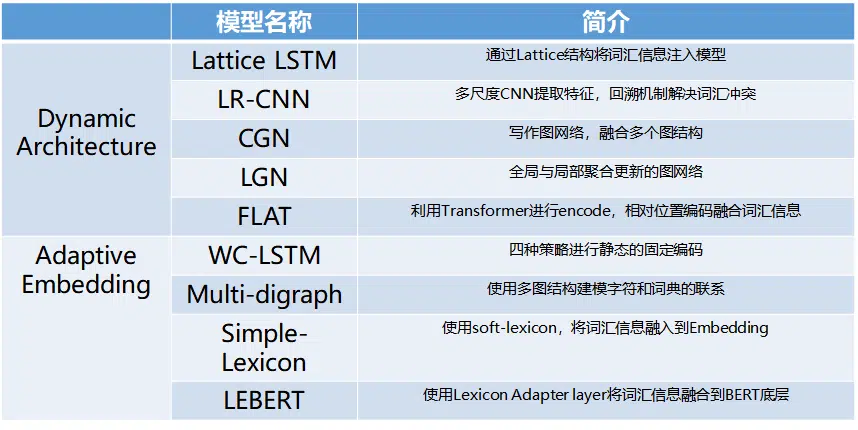 模型名称 简介
Dynamic
Architecture
Lattice LSTM 通过Lattice结构将词汇信息注入模型
LR-CNN 多尺度CNN提取特征，回溯机制解决词汇冲突
CGN 写作图网络，融合多个图结构
LGN 全局与局部聚合更新的图网络
FLAT 利用Transformer进行encode，相对位置编码融合词汇信息
Adaptive
Embedding
WC-LSTM 四种策略进行静态的固定编码
Multi-digraph 使用多图结构建模字符和词典的联系
Simple-
Lexicon
使用soft-lexicon，将词汇信息融入到Embedding
LEBERT 使用Lexicon Adapter layer将词汇信息融合到BERT底层